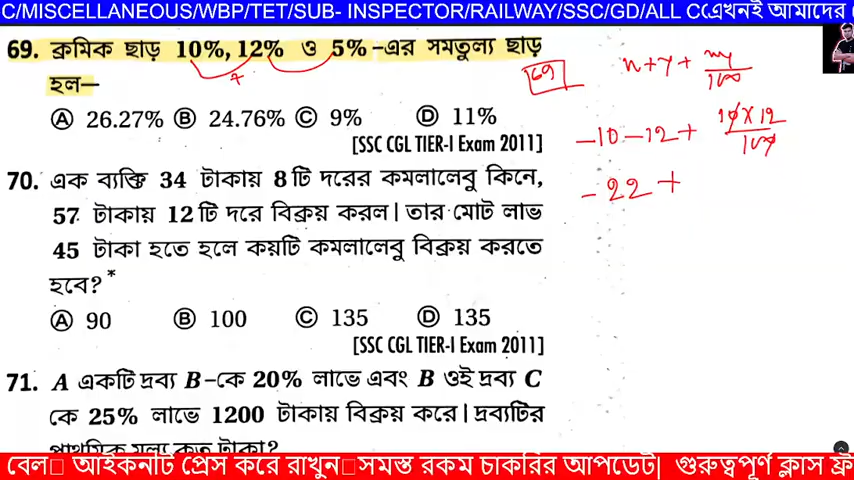 C/MISCELLANEOUS/WBP/TET/SUB- INSPECTOR/RAILWAY/SSC/GD/ALL Cএখনই আমাদের
69. ক্রমিক ছাড় 10%, 12% ও 5% -এর সমতুল্য ছাড়
হল—
Ⓐ 26.27% Ⓑ 24.76% Ⓒ 9% Ⓓ 11%
[SSC CGL TIER-I Exam 2011]
70. এক ব্যক্তি 34 টাকায় 8 টি দরের কমলালেবু কিনে,
57 টাকায় 12 টি দরে বিক্রয় করল। তার মোট লাভ
45 টাকা হতে হলে কয়টি কমলালেবু বিক্রয় করতে
হবে?*
Ⓐ 90 Ⓑ 100 Ⓒ 135 Ⓓ 135
[SSC CGL TIER-I Exam 2011]
71. A একটি দ্রব্য B-কে 20% লাভে এবং B ওই দ্রব্য C
কে 25% লাভে 1200 টাকায় বিক্রয় করে। দ্রব্যটির
প্রাথমিক মূল্য কত টাকা?
69
x+y+ xy/100
-10-12+ 10×12/100
-22+
বেল আইকনটি প্রেস করে রাখুন সমস্ত রকম চাকরির আপডেট| গুরুত্বপূর্ণ ক্লাস ফ্রী